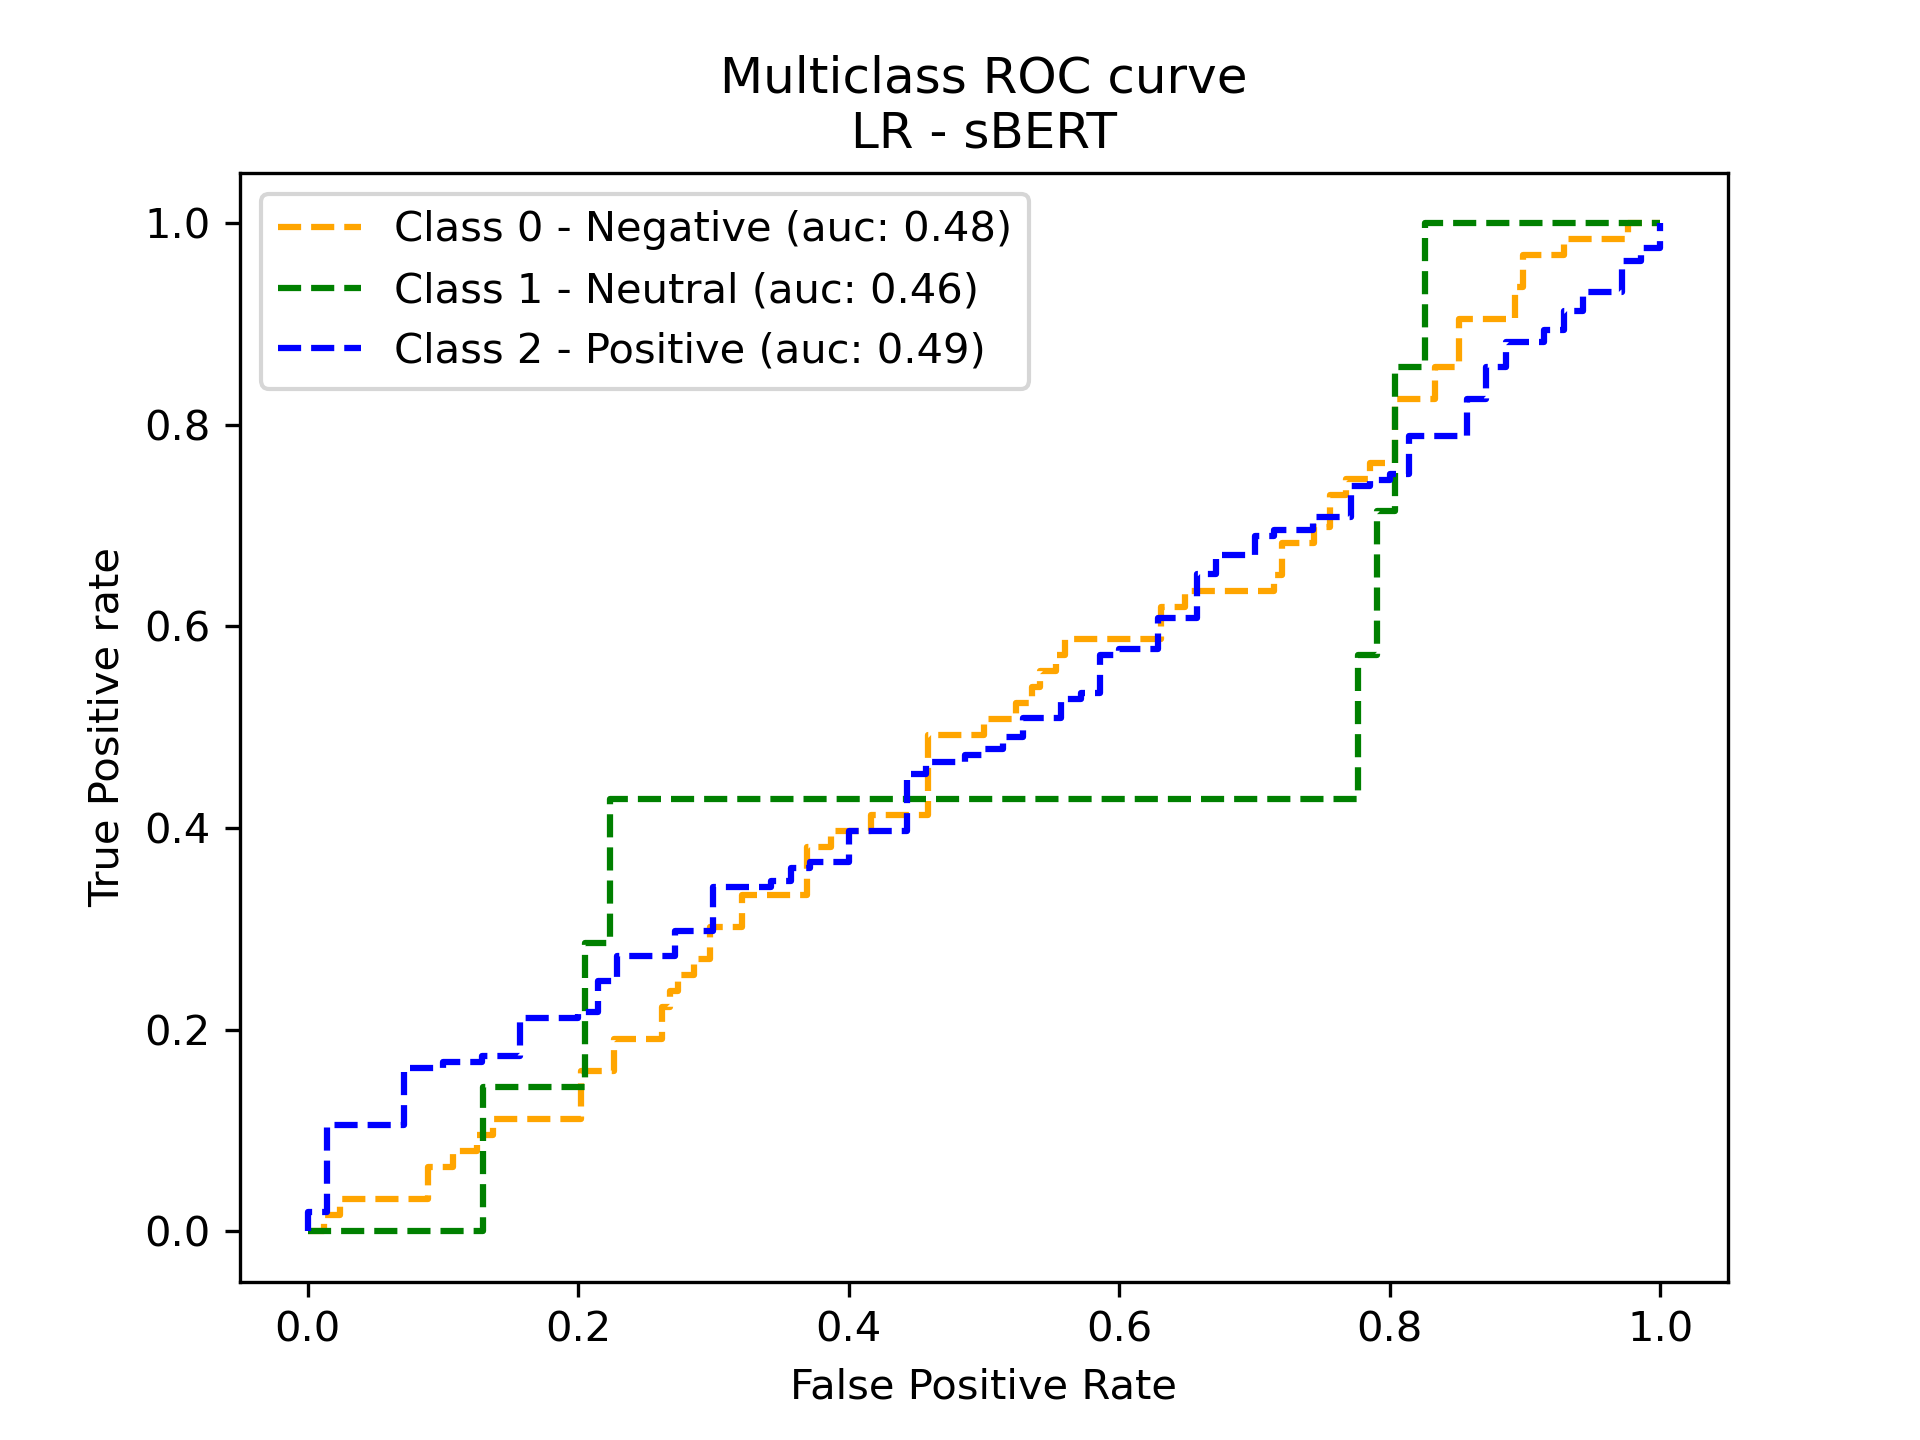 Multiclass ROC curve
LR - sBERT
Class 0 - Negative (auc: 0.48)
Class 1 - Neutral (auc: 0.46)
Class 2 - Positive (auc: 0.49)
1.0
0.8
0.6
0.4
0.2
0.0
True Positive rate
0.0 0.2 0.4 0.6 0.8 1.0
False Positive Rate